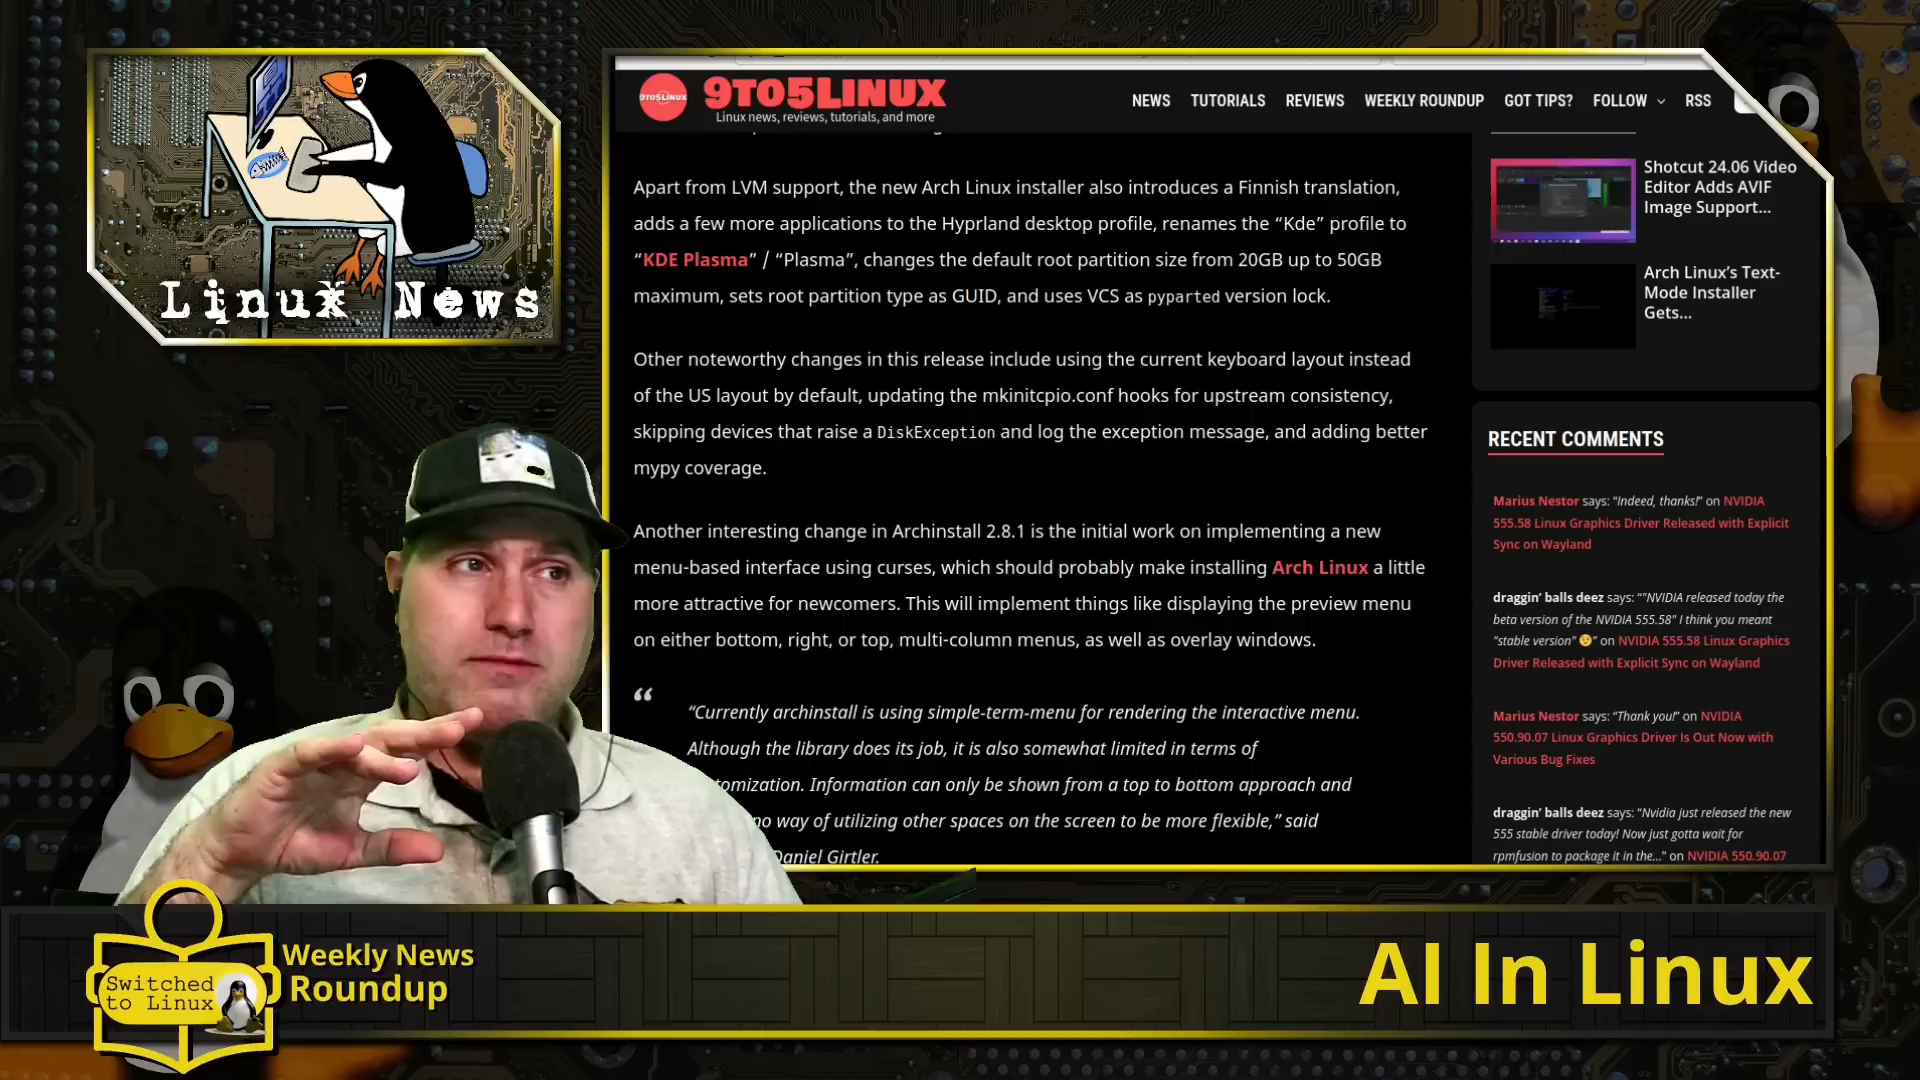 Linux News
9TO5LINUX
9TO5LINUX
Linux news, reviews, tutorials, and more
NEWS TUTORIALS REVIEWS WEEKLY ROUNDUP GOT TIPS? FOLLOW RSS
Apart from LVM support, the new Arch Linux installer also introduces a Finnish translation,
adds a few more applications to the Hyprland desktop profile, renames the “Kde” profile to
“KDE Plasma” / “Plasma”, changes the default root partition size from 20GB up to 50GB
maximum, sets root partition type as GUID, and uses VCS as pyparted version lock.
Other noteworthy changes in this release include using the current keyboard layout instead
of the US layout by default, updating the mkinitcpio.conf hooks for upstream consistency,
skipping devices that raise a DiskException and log the exception message, and adding better
mypy coverage.
Another interesting change in Archinstall 2.8.1 is the initial work on implementing a new
menu-based interface using curses, which should probably make installing Arch Linux a little
more attractive for newcomers. This will implement things like displaying the preview menu
on either bottom, right, or top, multi-column menus, as well as overlay windows.
“
“Currently archinstall is using simple-term-menu for rendering the interactive menu.
Although the library does its job, it is also somewhat limited in terms of
tomization. Information can only be shown from a top to bottom approach and
no way of utilizing other spaces on the screen to be more flexible,” said
Daniel Girtler.
Shotcut 24.06 Video
Editor Adds AVIF
Image Support...
Arch Linux’s Text-
Mode Installer
Gets...
RECENT COMMENTS
Marius Nestor says: “Indeed, thanks!” on NVIDIA
555.58 Linux Graphics Driver Released with Explicit
Sync on Wayland
draggin’ balls deez says: “"NVIDIA released today the
beta version of the NVIDIA 555.58" I think you meant
"stable version" 😉” on NVIDIA 555.58 Linux Graphics
Driver Released with Explicit Sync on Wayland
Marius Nestor says: “Thank you!” on NVIDIA
550.90.07 Linux Graphics Driver Is Out Now with
Various Bug Fixes
draggin’ balls deez says: “Nvidia just released the new
555 stable driver today! Now just gotta wait for
rpmfusion to package it in the...” on NVIDIA 550.90.07
Switched
to Linux
Weekly News
Roundup
AI In Linux